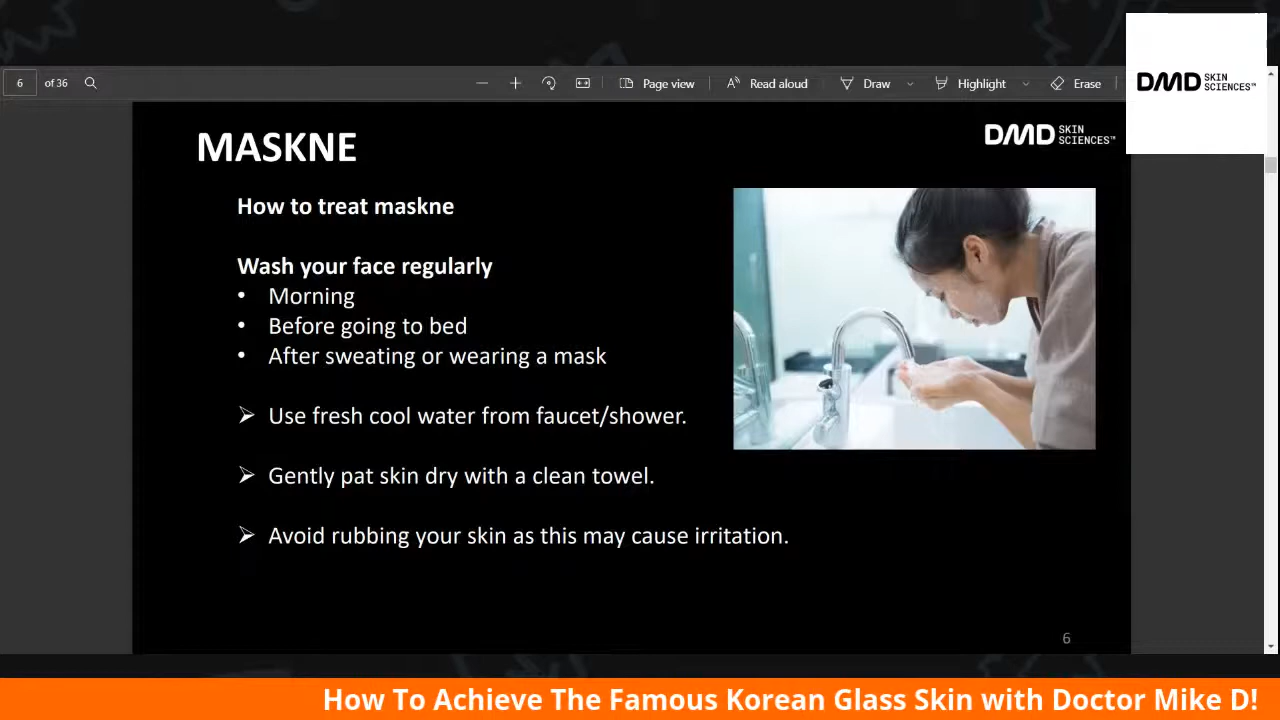 6
of 36
Page view
Read aloud
Draw
Highlight
Erase
DMD SKIN SCIENCES™
MASKNE
DMD SKIN SCIENCES™
How to treat maskne
Wash your face regularly
• Morning
• Before going to bed
• After sweating or wearing a mask
➢ Use fresh cool water from faucet/shower.
➢ Gently pat skin dry with a clean towel.
➢ Avoid rubbing your skin as this may cause irritation.
6
How To Achieve The Famous Korean Glass Skin with Doctor Mike D!